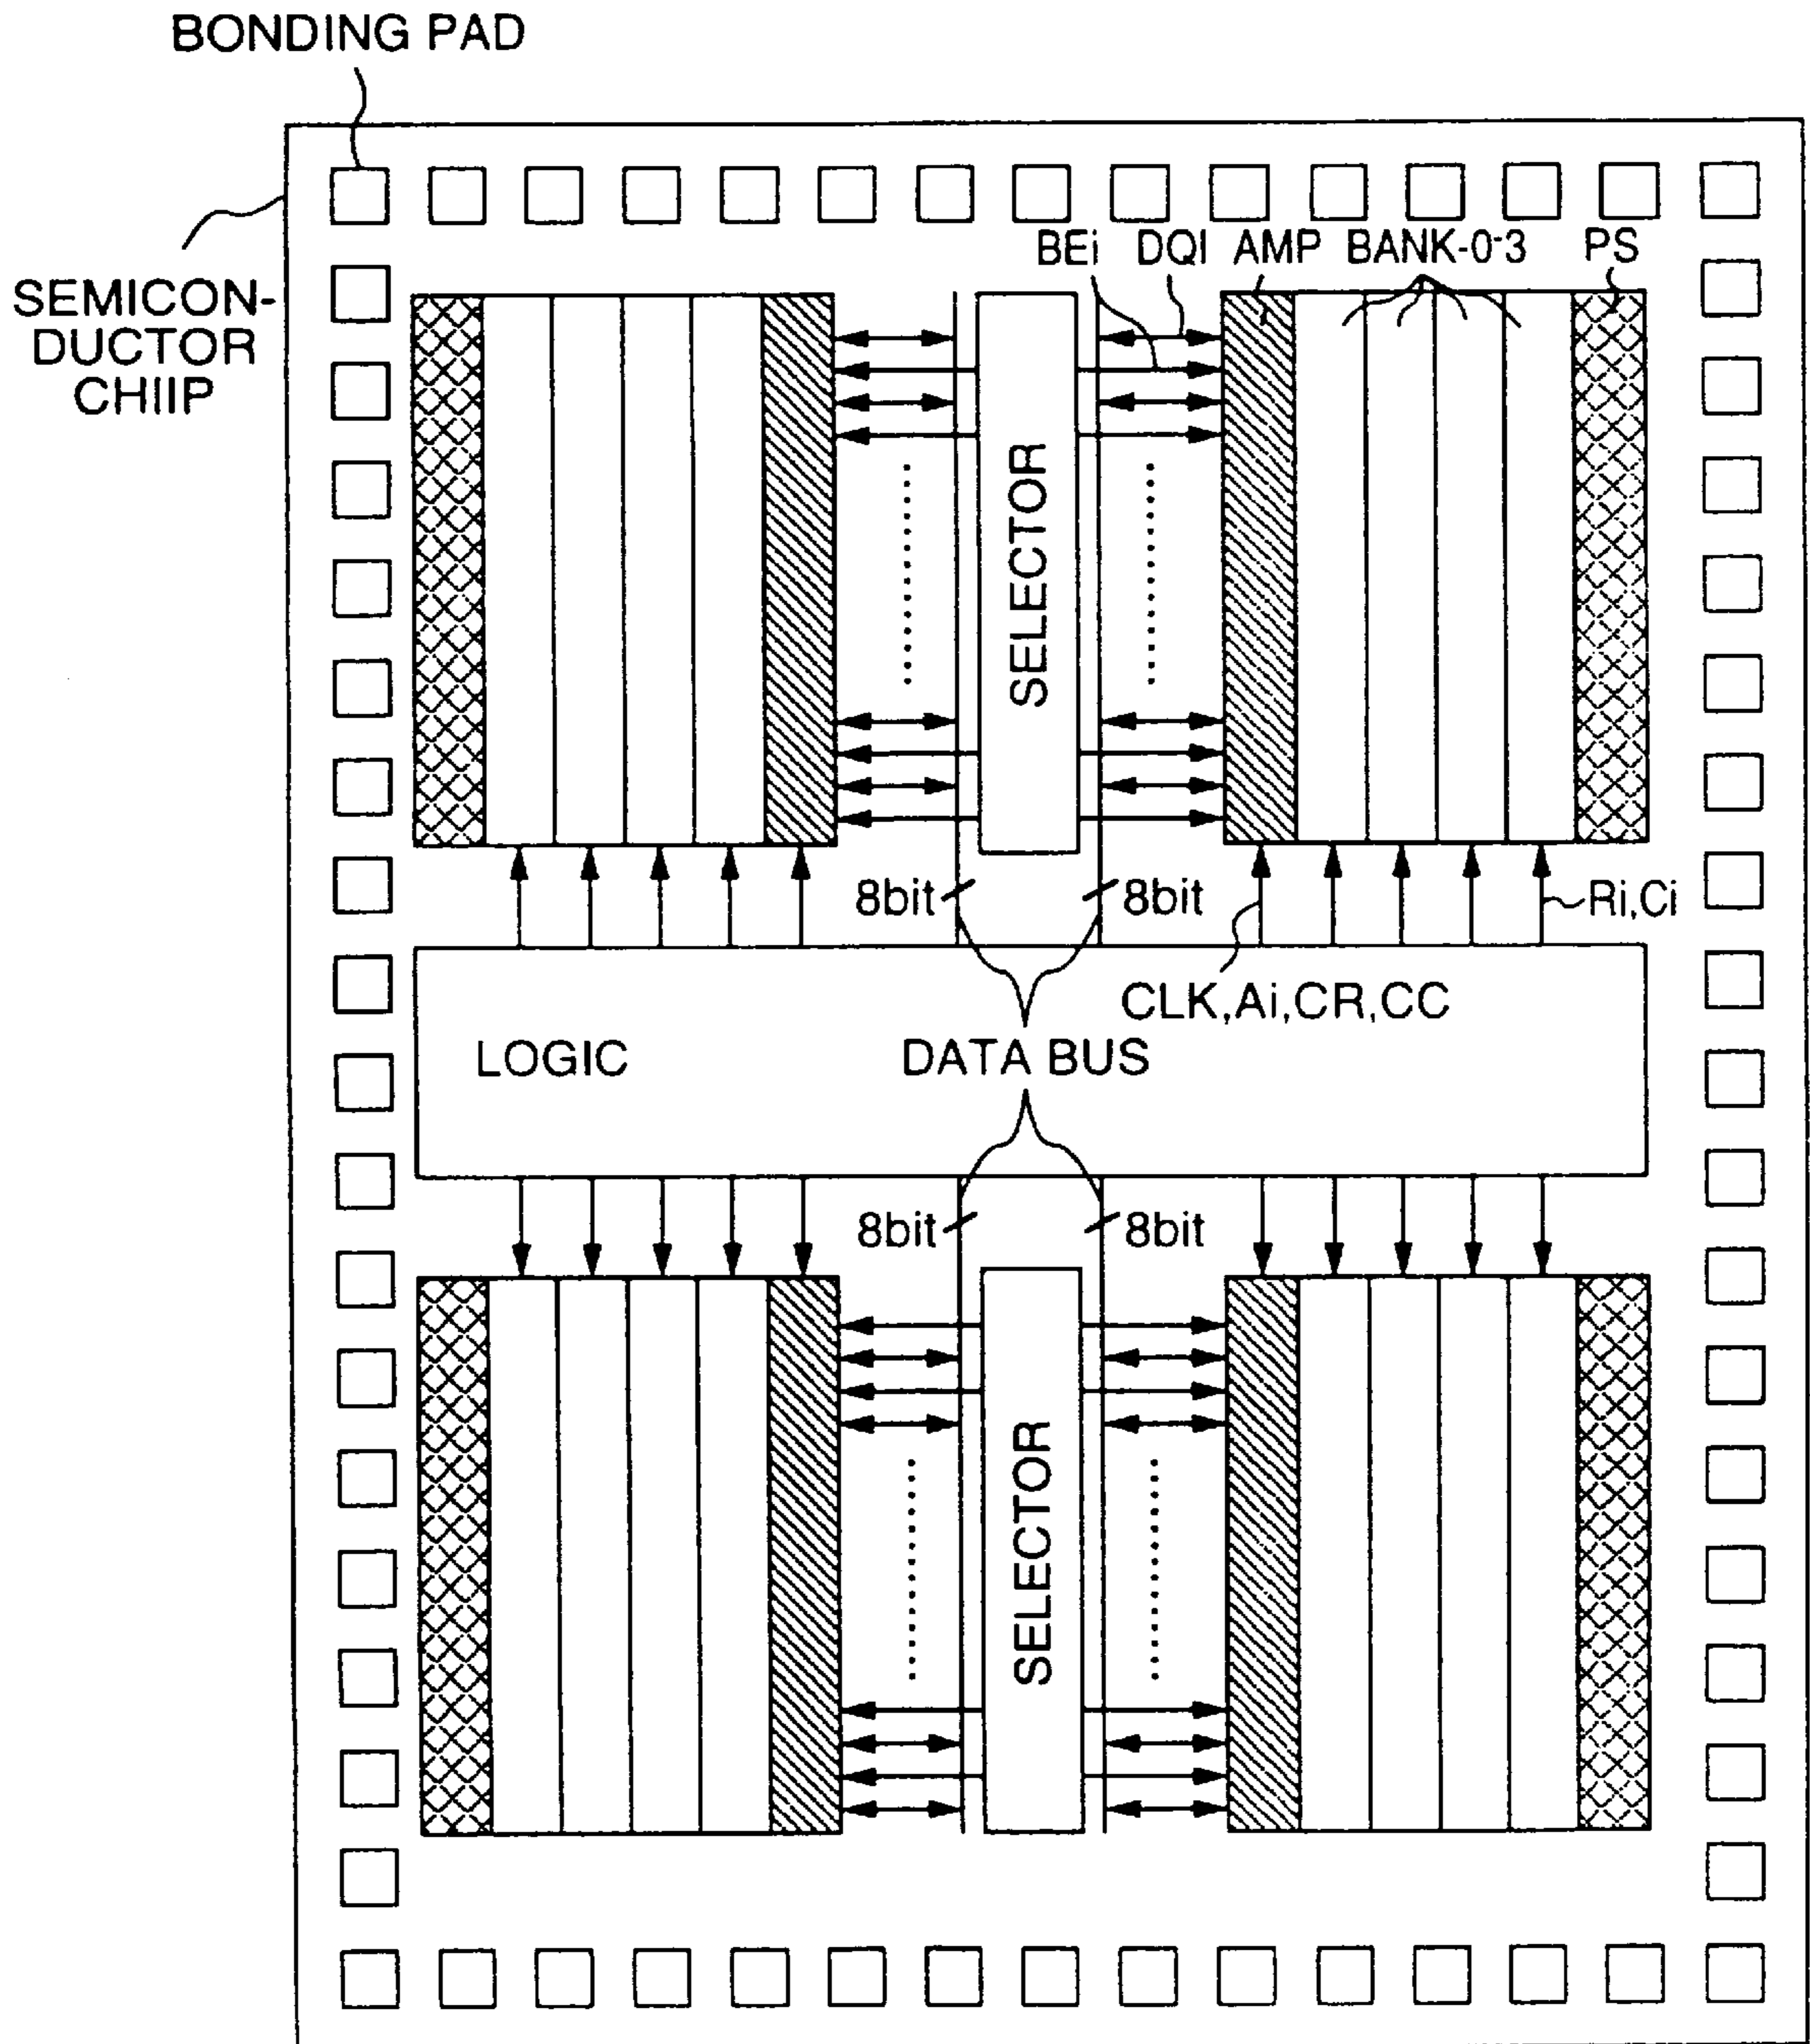 BONDING PAD
SEMICON-
DUCTOR
CHIIP
BEi DQI AMP BANK-0-3 PS
SELECTOR
8bit 8bit
Ri,Ci
CLK,Ai,CR,CC
LOGIC
DATA BUS
8bit 8bit
SELECTOR